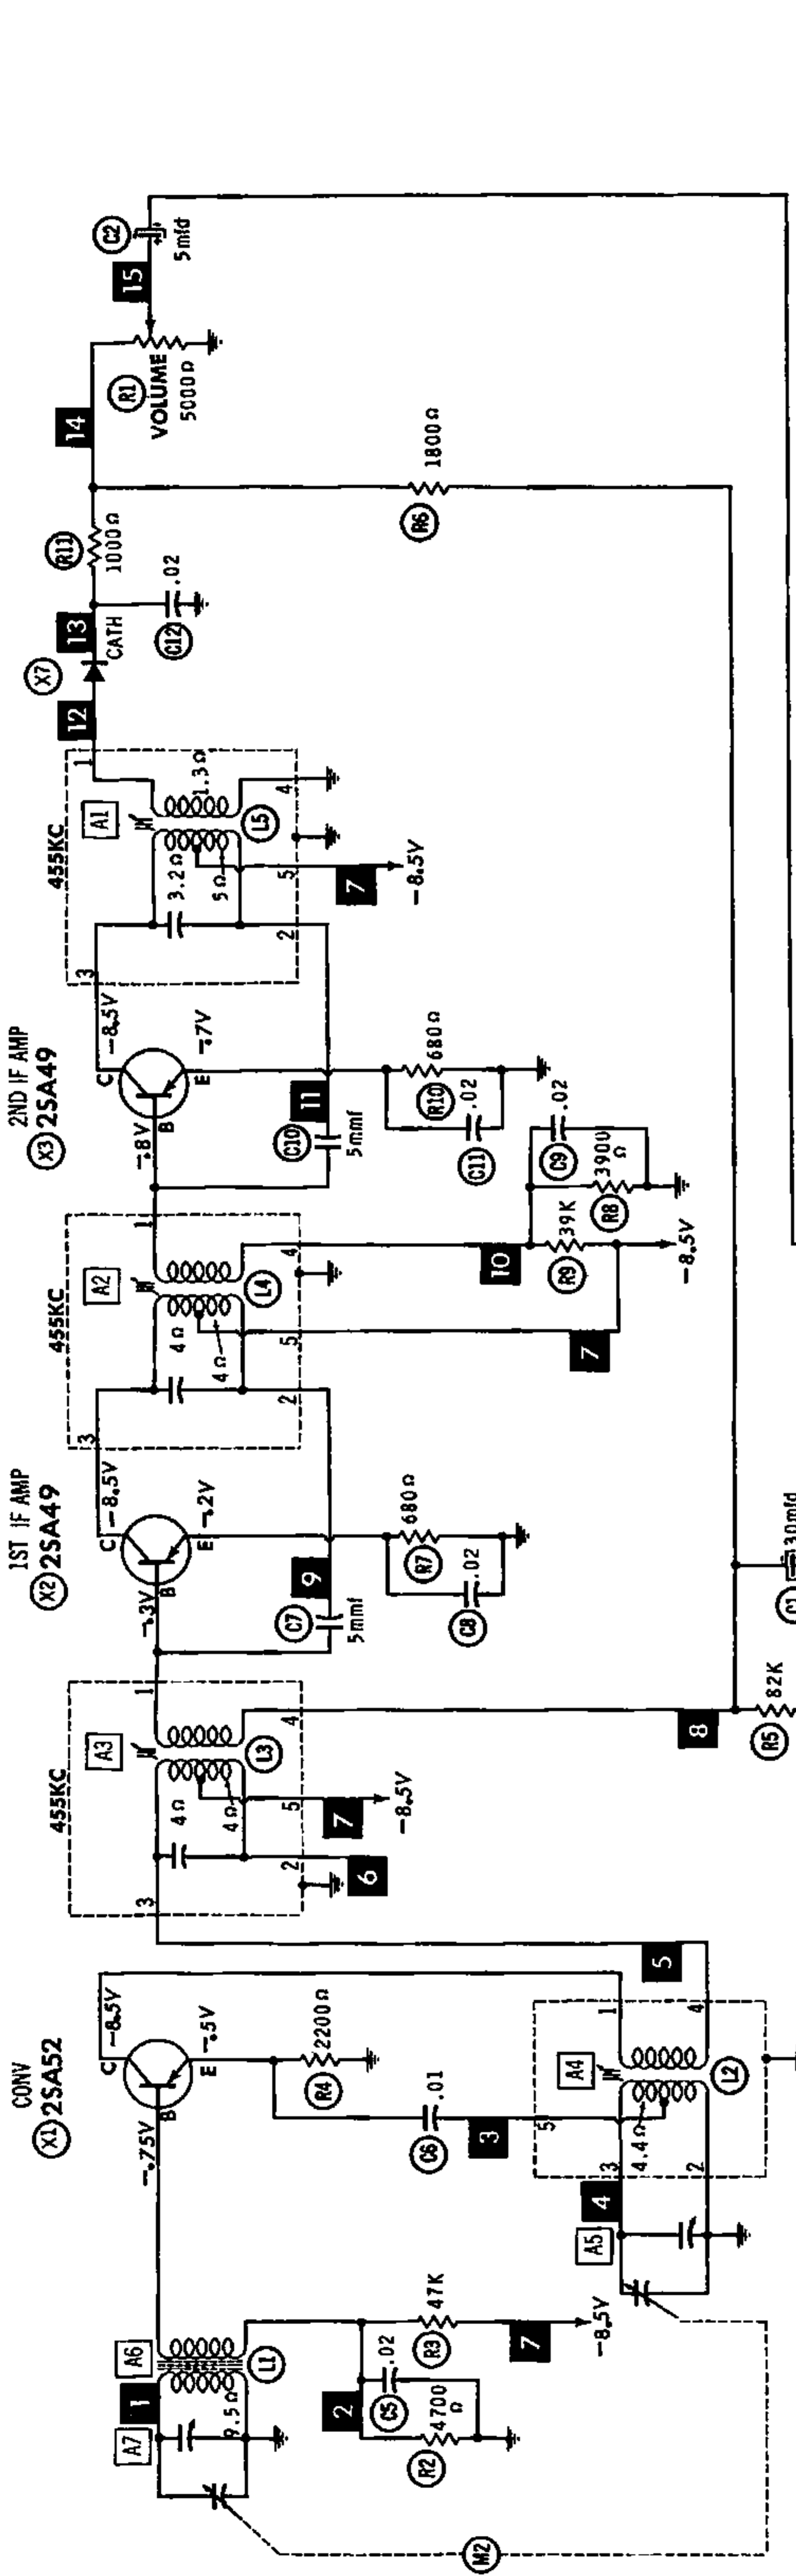 CONV
X1 2SA52
1ST IF AMP
X2 2SA49
2ND IF AMP
X3 2SA49
A7
1
A6
L1
9.5Ω
-.75V
B
C
-8.5V
E
-.5V
2
C5
.02
R2
4700
Ω
R3
47K
7
-8.5V
M2
R4
2200Ω
C6
.01
3
4
A5
3
5
1
4.4Ω
A4
2
4
L2
5
455KC
3
A3
1
4Ω
4Ω
L3
2
5
4
6
7
-8.5V
-.3V
B
C
-8.5V
E
-.2V
C7
5mmf
9
R7
680Ω
C8
.02
8
R5
82K
C1
30mfd
455KC
3
A2
1
4Ω
4Ω
L4
2
5
4
7
10
R9
39K
-8.5V
R8
3900
Ω
C9
.02
-.8V
B
C
-8.5V
E
-.7V
C10
5mmf
11
R10
680Ω
C11
.02
455KC
3
A1
1
3.2Ω
5Ω
1.3Ω
L5
2
5
4
7
-8.5V
12
X7
13
CATH
C12
.02
R11
1000Ω
14
R6
1800Ω
R1
VOLUME
5000Ω
15
C2
5mfd